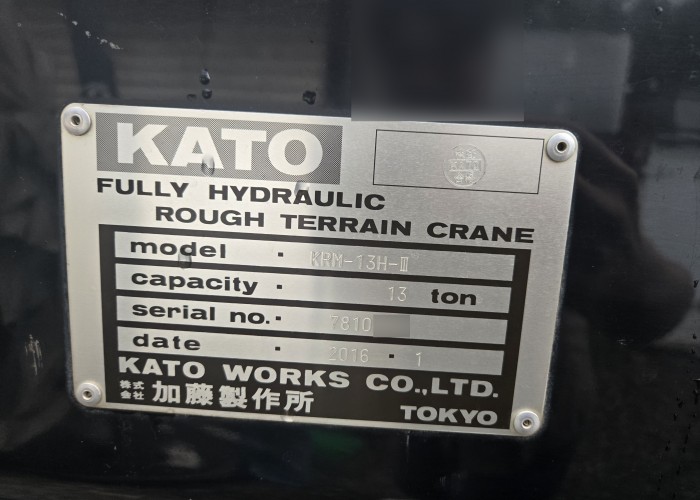 KATO
FULLY HYDRAULIC
ROUGH TERRAIN CRANE
model · KRM-13H-Ⅲ
capacity · 13 ton
serial no. · 7810
date · 2016 · 1
KATO WORKS CO.,LTD.
株式会社 加藤製作所
TOKYO